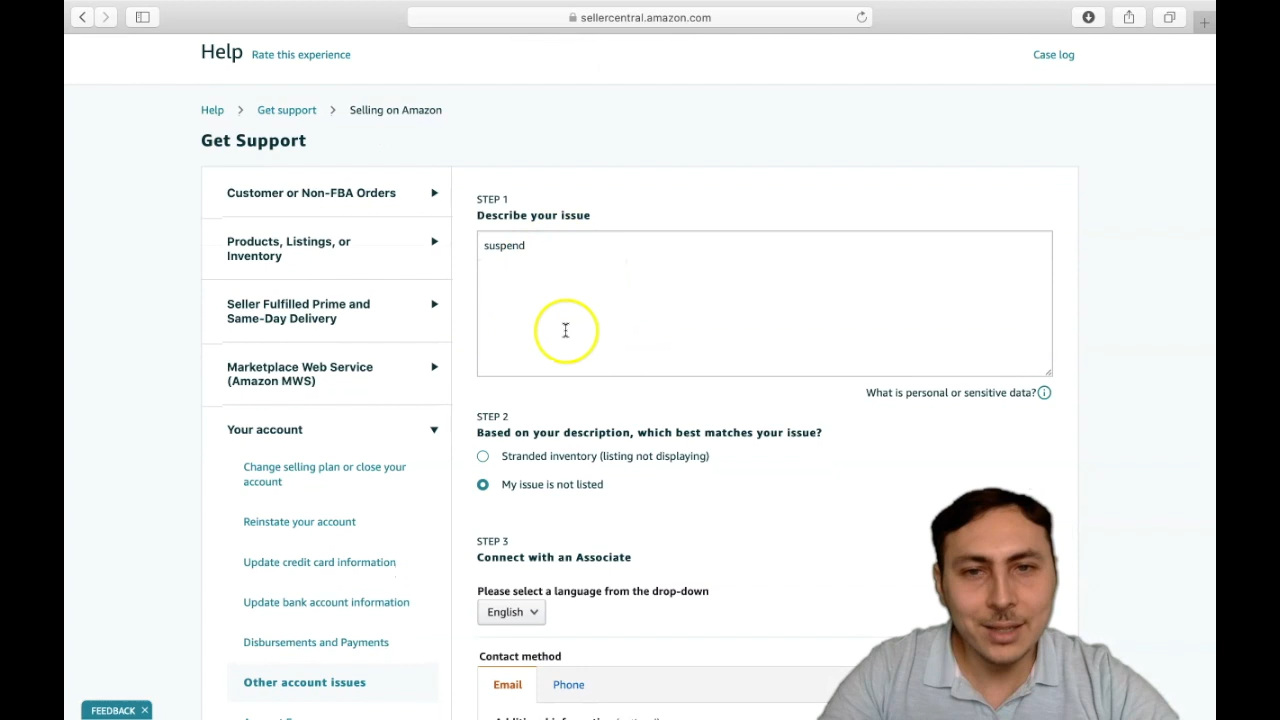 sellercentral.amazon.com
Help Rate this experience
Case log
Help > Get support > Selling on Amazon
Get Support
Customer or Non-FBA Orders
Products, Listings, or
Inventory
Seller Fulfilled Prime and
Same-Day Delivery
Marketplace Web Service
(Amazon MWS)
Your account
Change selling plan or close your
account
Reinstate your account
Update credit card information
Update bank account information
Disbursements and Payments
Other account issues
STEP 1
Describe your issue
suspend
What is personal or sensitive data?
STEP 2
Based on your description, which best matches your issue?
Stranded inventory (listing not displaying)
My issue is not listed
STEP 3
Connect with an Associate
Please select a language from the drop-down
English
Contact method
Email Phone
FEEDBACK ×